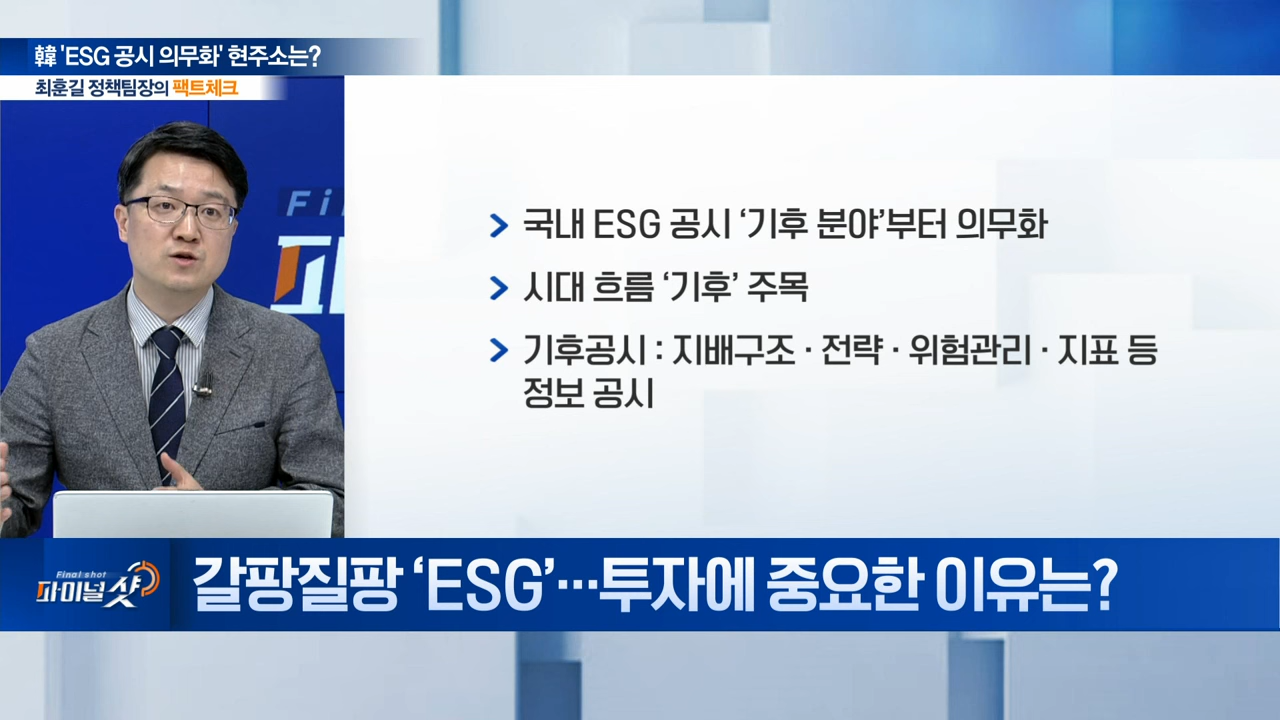 韓 'ESG 공시 의무화' 현주소는?
최훈길 정책팀장의 팩트체크
Fi
파
> 국내 ESG 공시 ‘기후 분야’부터 의무화
> 시대 흐름 ‘기후’ 주목
> 기후공시 : 지배구조 · 전략 · 위험관리 · 지표 등
정보 공시
Final shot
파이널샷
갈팡질팡 ‘ESG’…투자에 중요한 이유는?